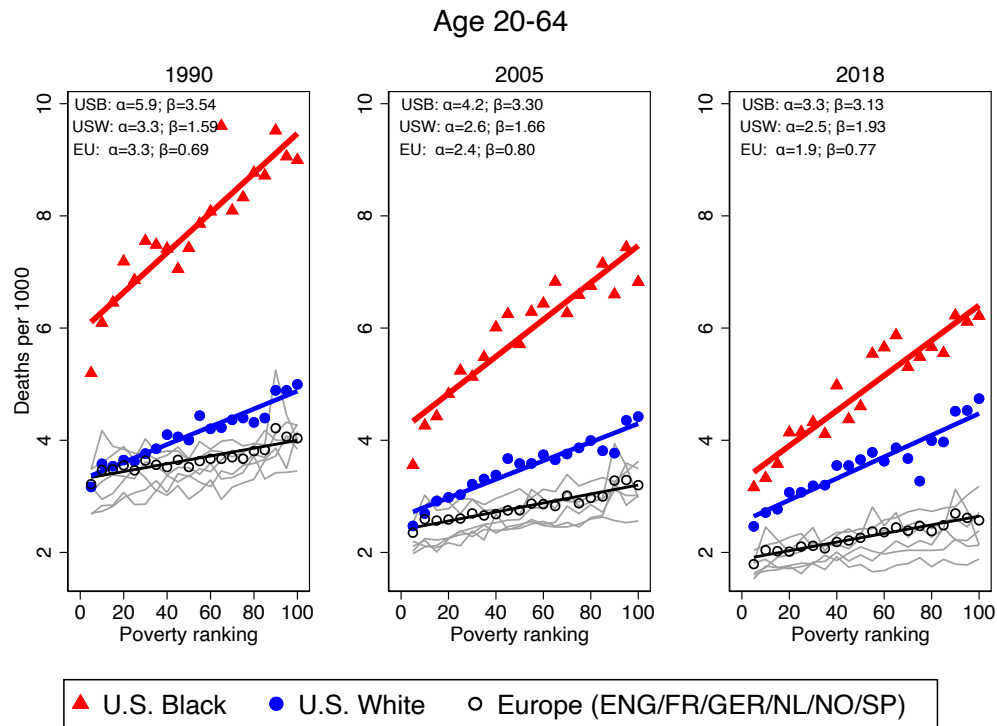 Age 20-64
1990
USB: α=5.9; β=3.54
USW: α=3.3; β=1.59
EU: α=3.3; β=0.69
2005
USB: α=4.2; β=3.30
USW: α=2.6; β=1.66
EU: α=2.4; β=0.80
2018
USB: α=3.3; β=3.13
USW: α=2.5; β=1.93
EU: α=1.9; β=0.77
Deaths per 1000
10
8
6
4
2
0 20 40 60 80 100
Poverty ranking
10
8
6
4
2
0 20 40 60 80 100
Poverty ranking
10
8
6
4
2
0 20 40 60 80 100
Poverty ranking
U.S. Black U.S. White Europe (ENG/FR/GER/NL/NO/SP)